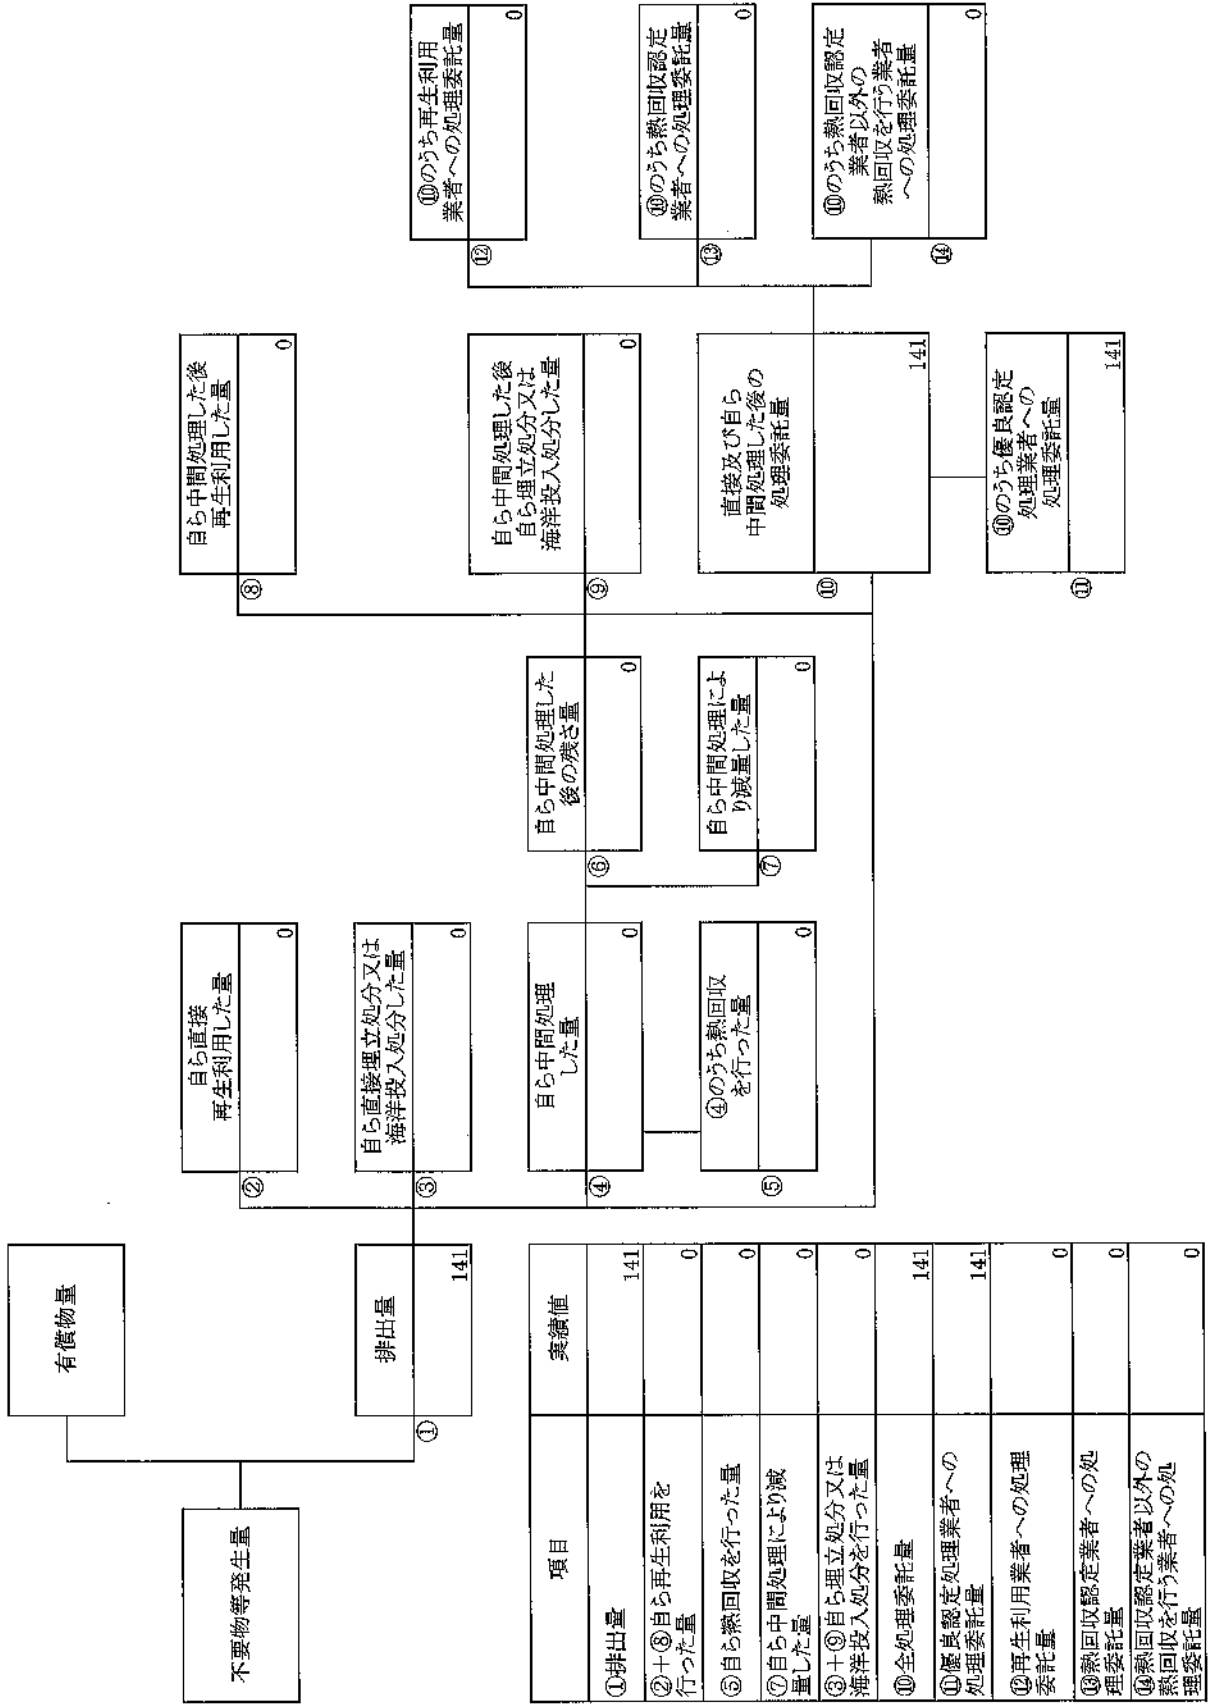 不要物等発生量
有償物量
①
排出量
141
②
自ら直接
再生利用した量
0
③
自ら直接埋立処分又は
海洋投入処分した量
0
④
自ら中間処理
した量
0
⑤
④のうち熱回収
を行った量
0
⑥
自ら中間処理した
後の残さ量
0
⑦
自ら中間処理によ
り減量した量
0
⑧
自ら中間処理した後
再生利用した量
0
⑨
自ら中間処理した後
自ら埋立処分又は
海洋投入処分した量
0
⑩
直接及び自ら
中間処理した後の
処理委託量
141
⑪
⑩のうち優良認定
処理業者への
処理委託量
141
⑫
⑩のうち再生利用
業者への処理委託量
0
⑬
⑩のうち熱回収認定
業者への処理委託量
0
⑭
⑩のうち熱回収認定
業者以外の
熱回収を行う業者
への処理委託量
0
項目 実績値
①排出量 141
②+⑧自ら再生利用を
行った量 0
⑤自ら熱回収を行った量 0
⑦自ら中間処理により減
量した量 0
③+⑨自ら埋立処分又は
海洋投入処分を行った量 0
⑩全処理委託量 141
⑪優良認定処理業者への
処理委託量 141
⑫再生利用業者への処理
委託量 0
⑬熱回収認定業者への処
理委託量 0
⑭熱回収認定業者以外の
熱回収を行う業者への処
理委託量 0